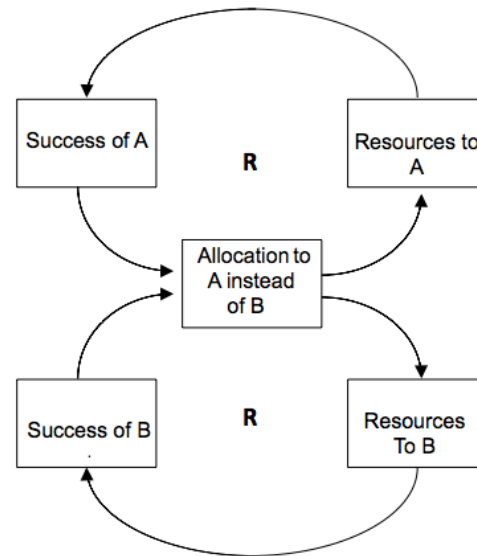 Success of A
Resources to
A
R
Allocation to
A instead
of B
Success of B
R
Resources
To B